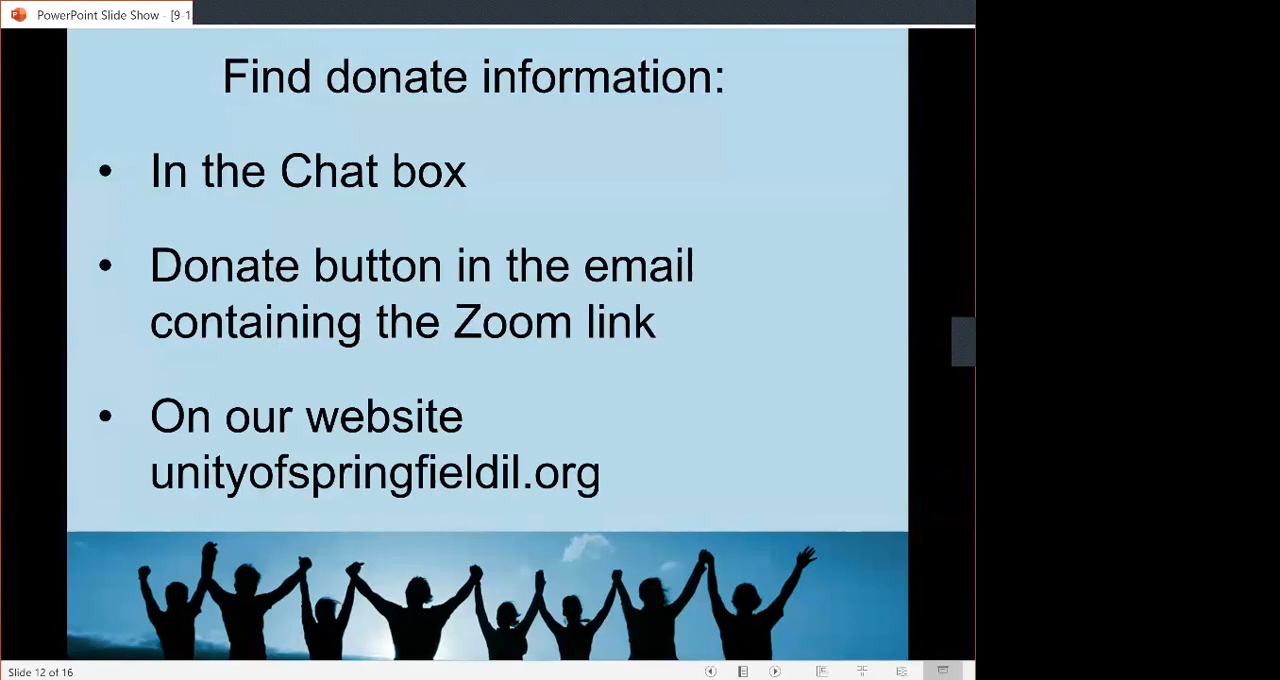 PowerPoint Slide Show - [9-1
Find donate information:
• In the Chat box
• Donate button in the email
containing the Zoom link
• On our website
unityofspringfieldil.org
Slide 12 of 16